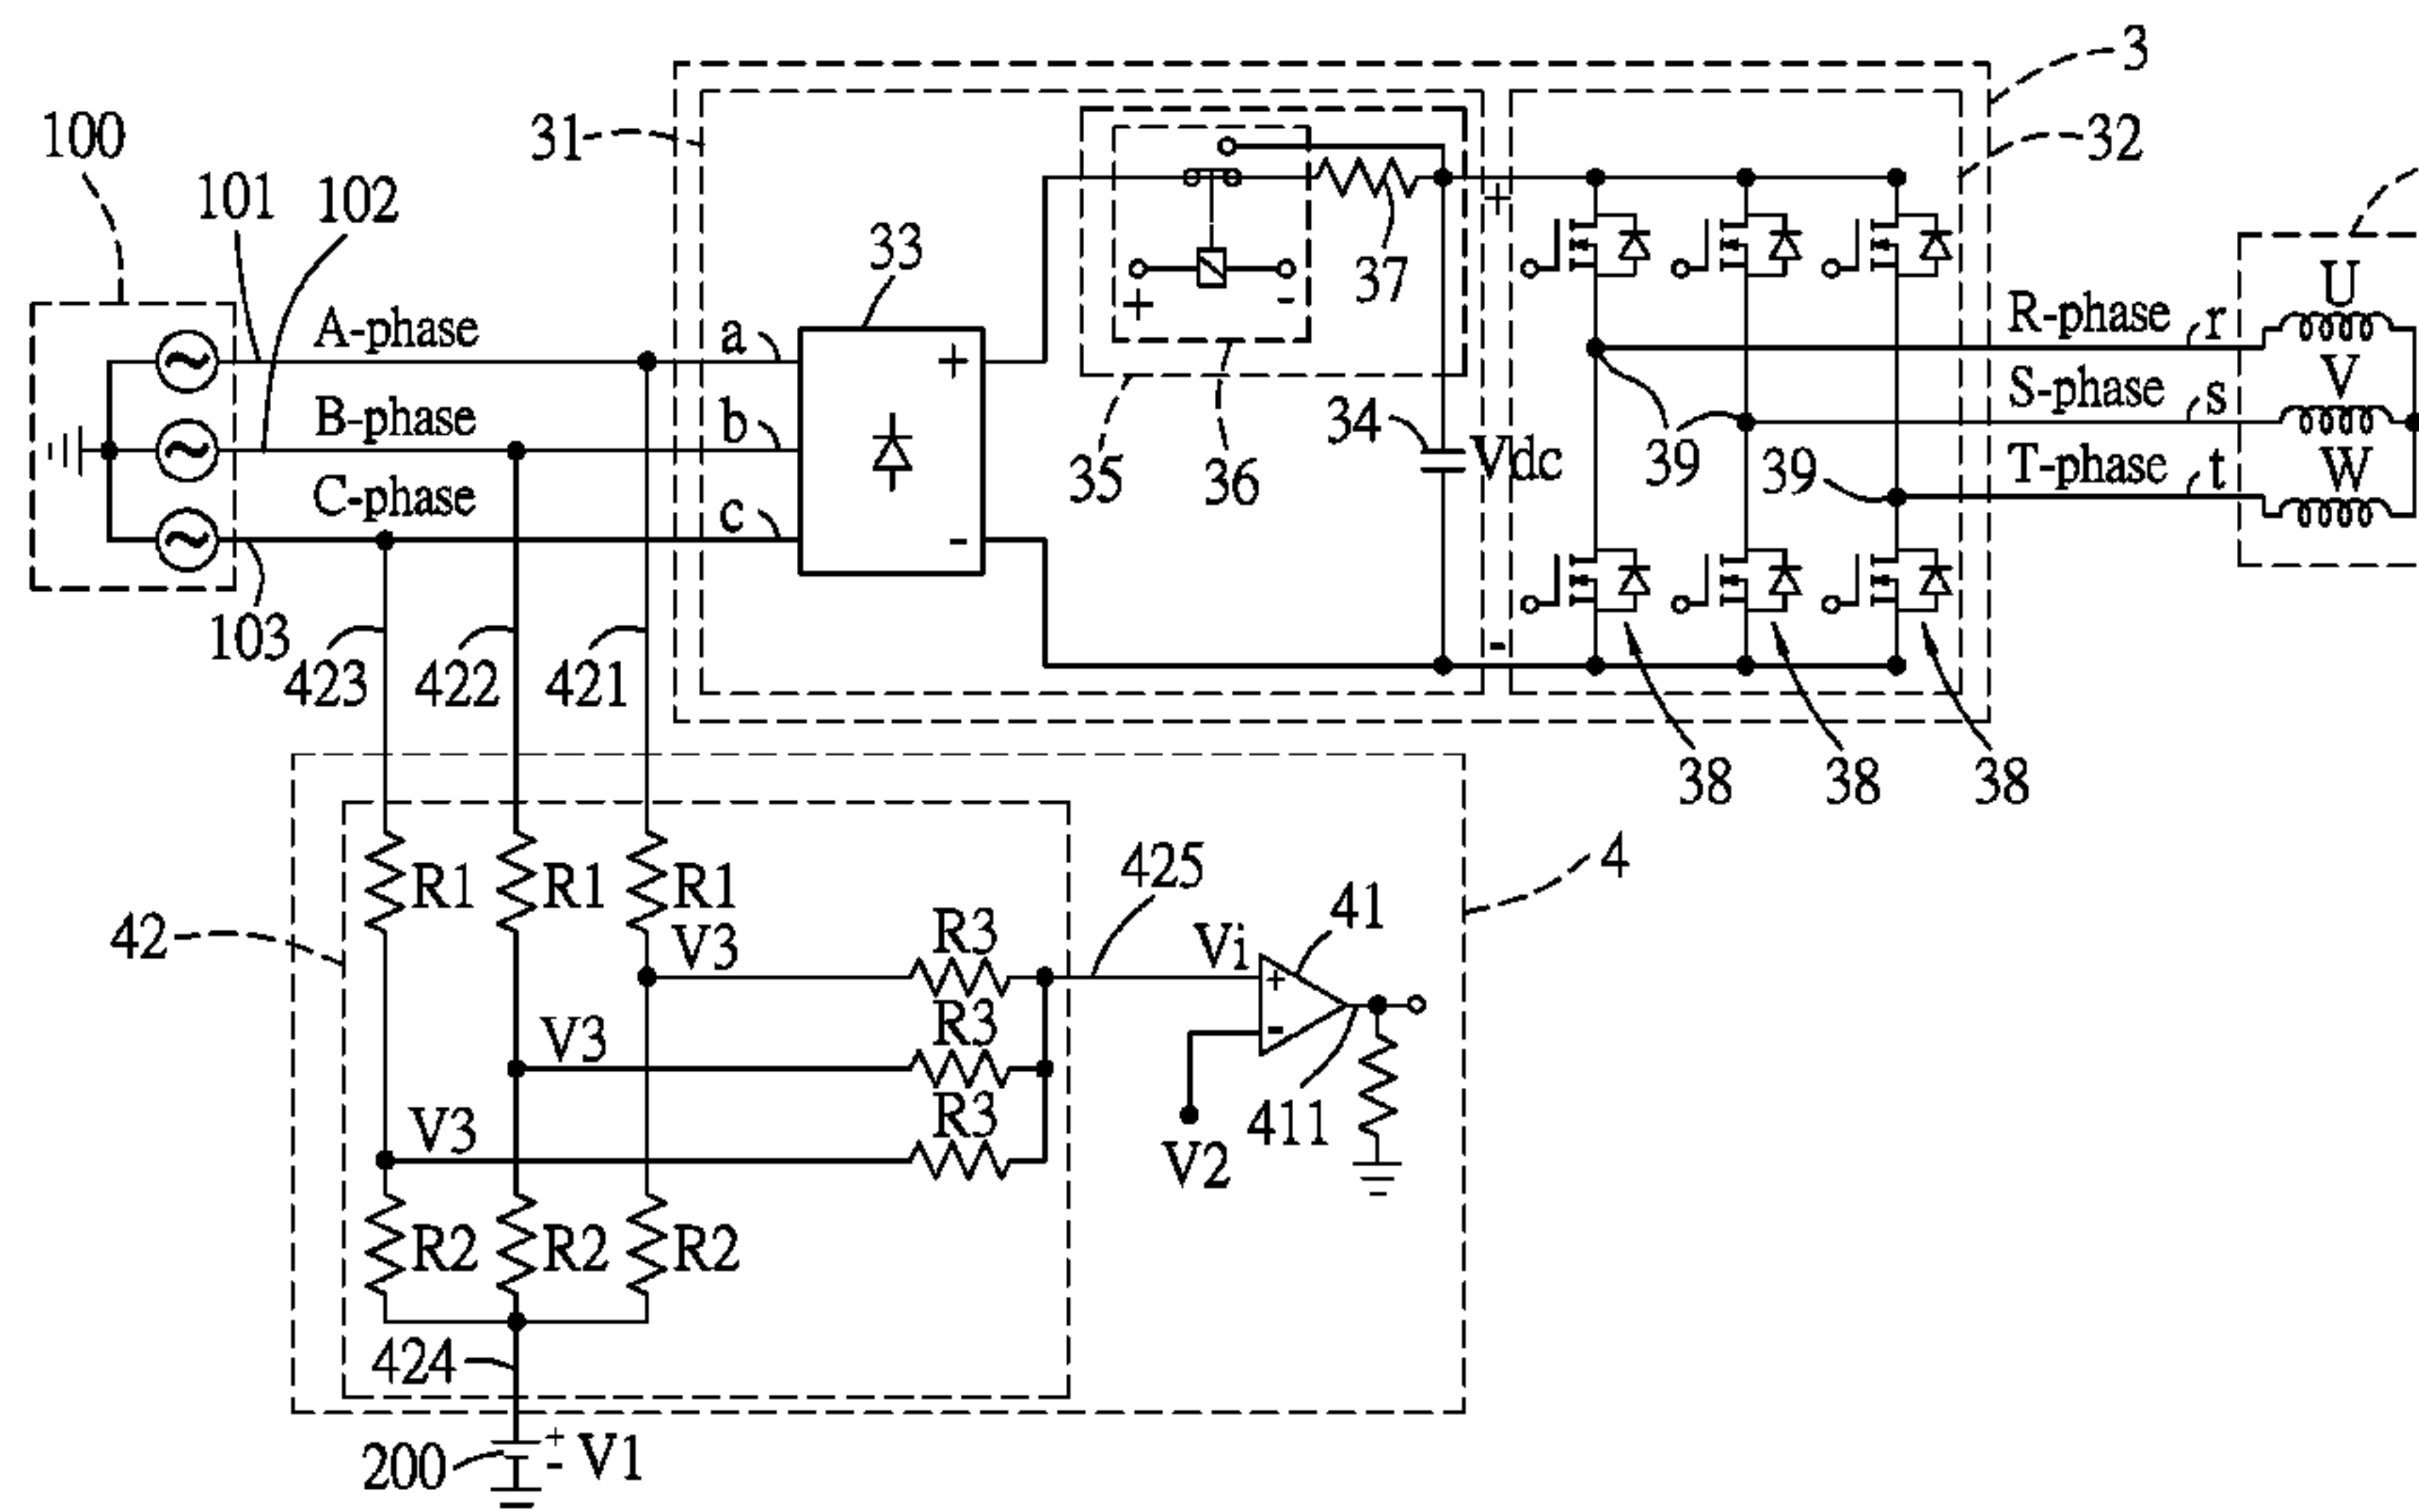 3
100
31
32
101 102
33
37
+
+ -
U
A-phase
a
+
R-phase r
V
B-phase
b
S-phase s
34
Vdc
W
C-phase
c
35
36
39
39
T-phase t
-
103
423
422
421
-
38
38
38
4
R1
R1
R1
425
41
42
V3
R3
Vi
+
R3
V3
-
R3
411
V3
V2
R2
R2
R2
424
200
+
- V1